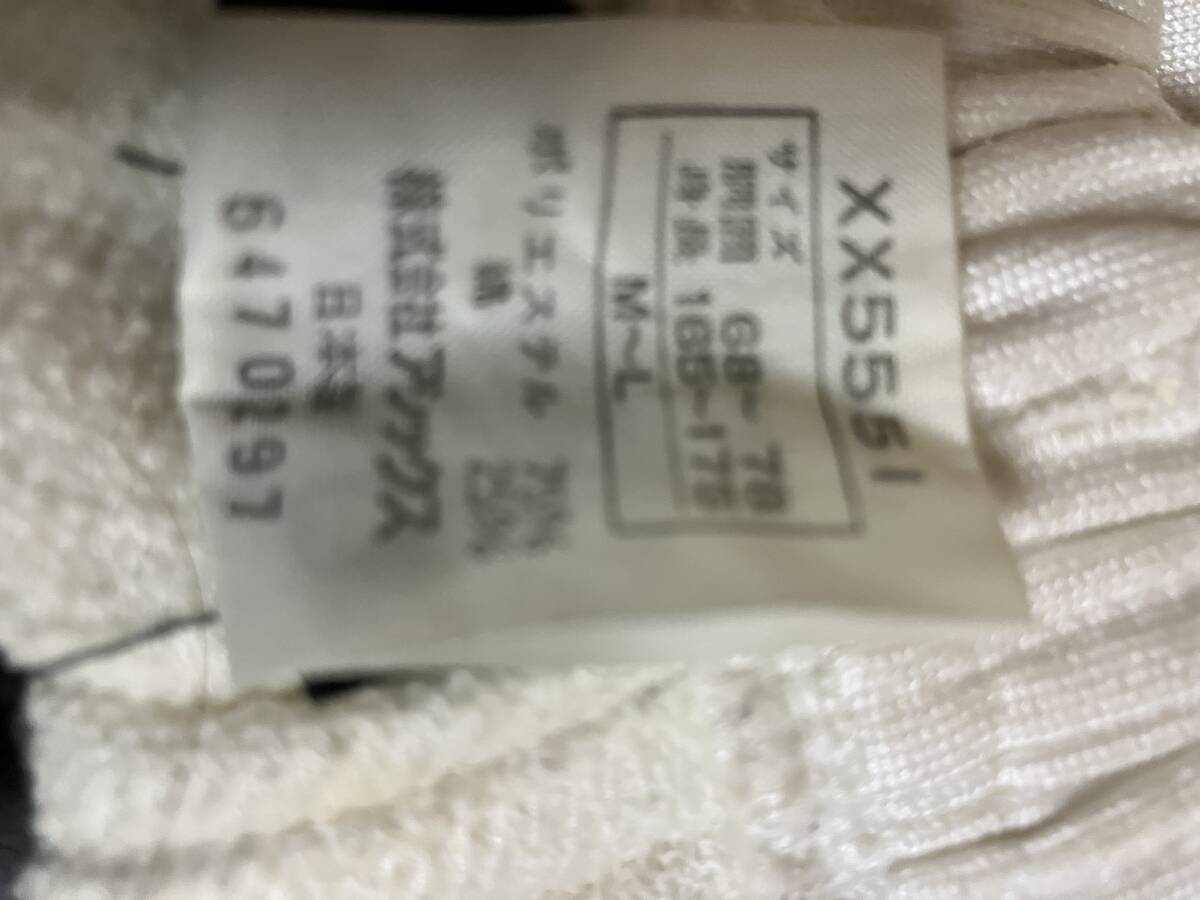 XX5551
サイズ
胴囲 68~78
身長 165~175
M~L
ポリエステル 75%
綿 25%
株式会社アシックス
日本製
6470197